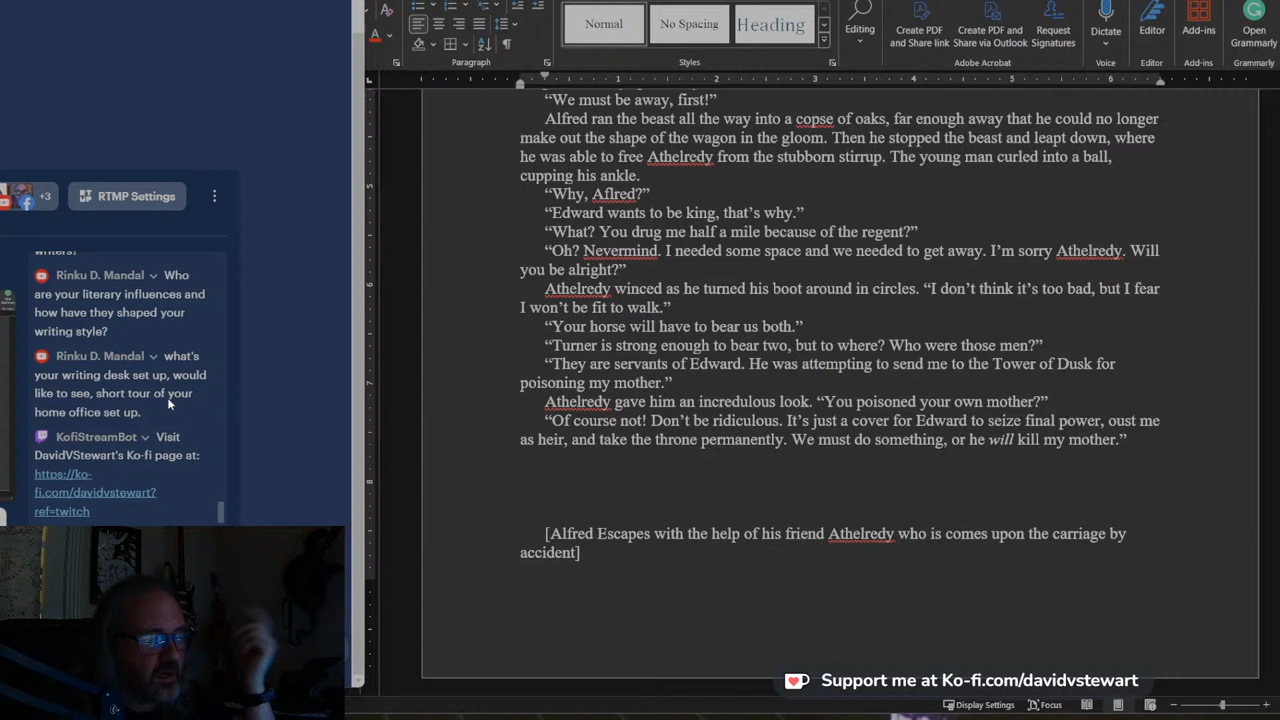 Normal
No Spacing
Heading
Editing
Create PDF
and Share link
Create PDF and
Share via Outlook
Request
Signatures
Dictate
Editor
Add-ins
Open
Grammarly
Paragraph
Styles
Adobe Acrobat
Voice
Editor
Add-ins
Grammarly
1
2
3
4
5
6
“We must be away, first!”
Alfred ran the beast all the way into a copse of oaks, far enough away that he could no longer
make out the shape of the wagon in the gloom. Then he stopped the beast and leapt down, where
he was able to free Athelredy from the stubborn stirrup. The young man curled into a ball,
cupping his ankle.
“Why, Aflred?”
“Edward wants to be king, that’s why.”
“What? You drug me half a mile because of the regent?”
“Oh? Nevermind. I needed some space and we needed to get away. I’m sorry Athelredy. Will
you be alright?”
Athelredy winced as he turned his boot around in circles. “I don’t think it’s too bad, but I fear
I won’t be fit to walk.”
“Your horse will have to bear us both.”
“Turner is strong enough to bear two, but to where? Who were those men?”
“They are servants of Edward. He was attempting to send me to the Tower of Dusk for
poisoning my mother.”
Athelredy gave him an incredulous look. “You poisoned your own mother?”
“Of course not! Don’t be ridiculous. It’s just a cover for Edward to seize final power, oust me
as heir, and take the throne permanently. We must do something, or he will kill my mother.”
[Alfred Escapes with the help of his friend Athelredy who is comes upon the carriage by
accident]
5
6
7
8
+3
RTMP Settings
writers!
Rinku D. Mandal Who
are your literary influences and
how have they shaped your
writing style?
Rinku D. Mandal what's
your writing desk set up, would
like to see, short tour of your
home office set up.
KofiStreamBot Visit
DavidVStewart's Ko-fi page at:
https://ko-
fi.com/davidvstewart?
ref=twitch
Support me at Ko-fi.com/davidvstewart
Display Settings
Focus